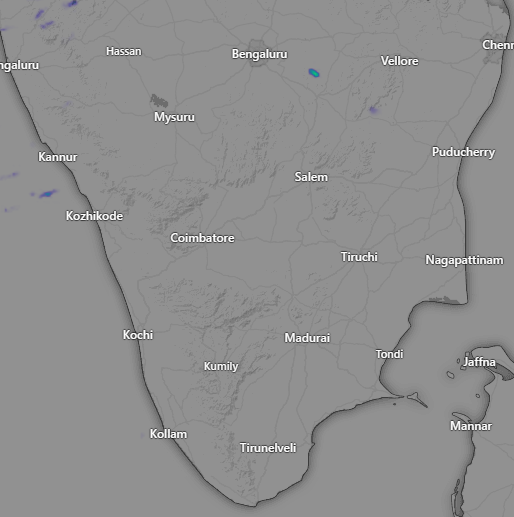 Hassan
Bengaluru
Chenn
ngaluru
Vellore
Mysuru
Kannur
Puducherry
Salem
Kozhikode
Coimbatore
Tiruchi
Nagapattinam
Kochi
Madurai
Tondi
Kumily
Jaffna
Kollam
Mannar
Tirunelveli